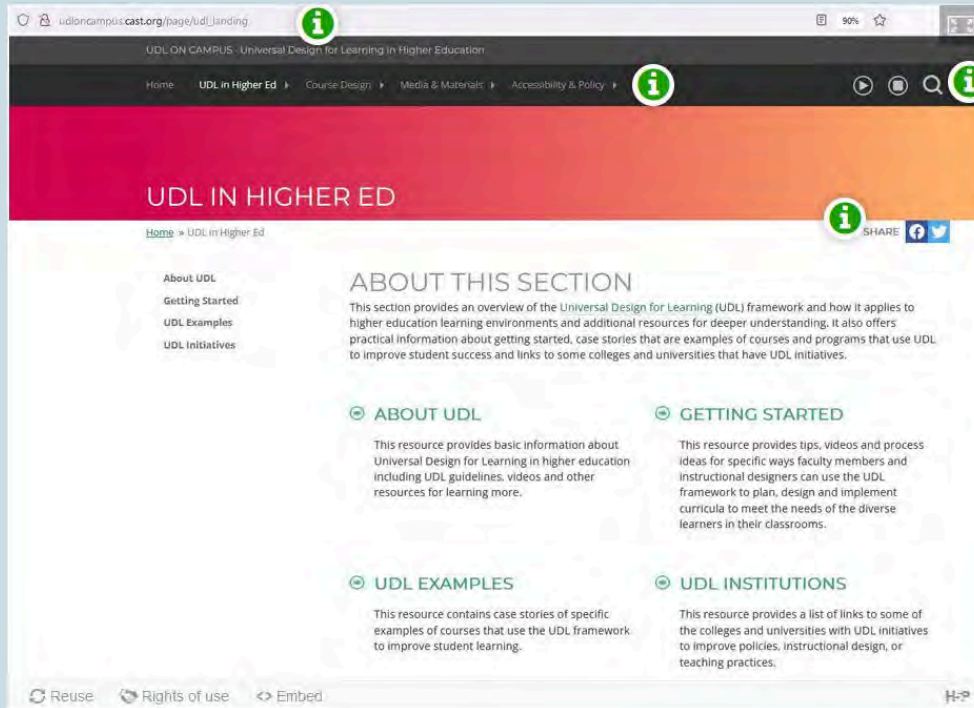 udloncampus.cast.org/page/udl_landing
90%
UDL ON CAMPUS · Universal Design for Learning in Higher Education
Home UDL in Higher Ed Course Design Media & Materials Accessibility & Policy
UDL IN HIGHER ED
Home » UDL in Higher Ed
SHARE
About UDL
Getting Started
UDL Examples
UDL Initiatives
ABOUT THIS SECTION
This section provides an overview of the Universal Design for Learning (UDL) framework and how it applies to
higher education learning environments and additional resources for deeper understanding. It also offers
practical information about getting started, case stories that are examples of courses and programs that use UDL
to improve student success and links to some colleges and universities that have UDL initiatives.
ABOUT UDL
This resource provides basic information about
Universal Design for Learning in higher education
including UDL guidelines, videos and other
resources for learning more.
GETTING STARTED
This resource provides tips, videos and process
ideas for specific ways faculty members and
instructional designers can use the UDL
framework to plan, design and implement
curricula to meet the needs of the diverse
learners in their classrooms.
UDL EXAMPLES
This resource contains case stories of specific
examples of courses that use the UDL framework
to improve student learning.
UDL INSTITUTIONS
This resource provides a list of links to some of
the colleges and universities with UDL initiatives
to improve policies, instructional design, or
teaching practices.
Reuse Rights of use <> Embed
H5P